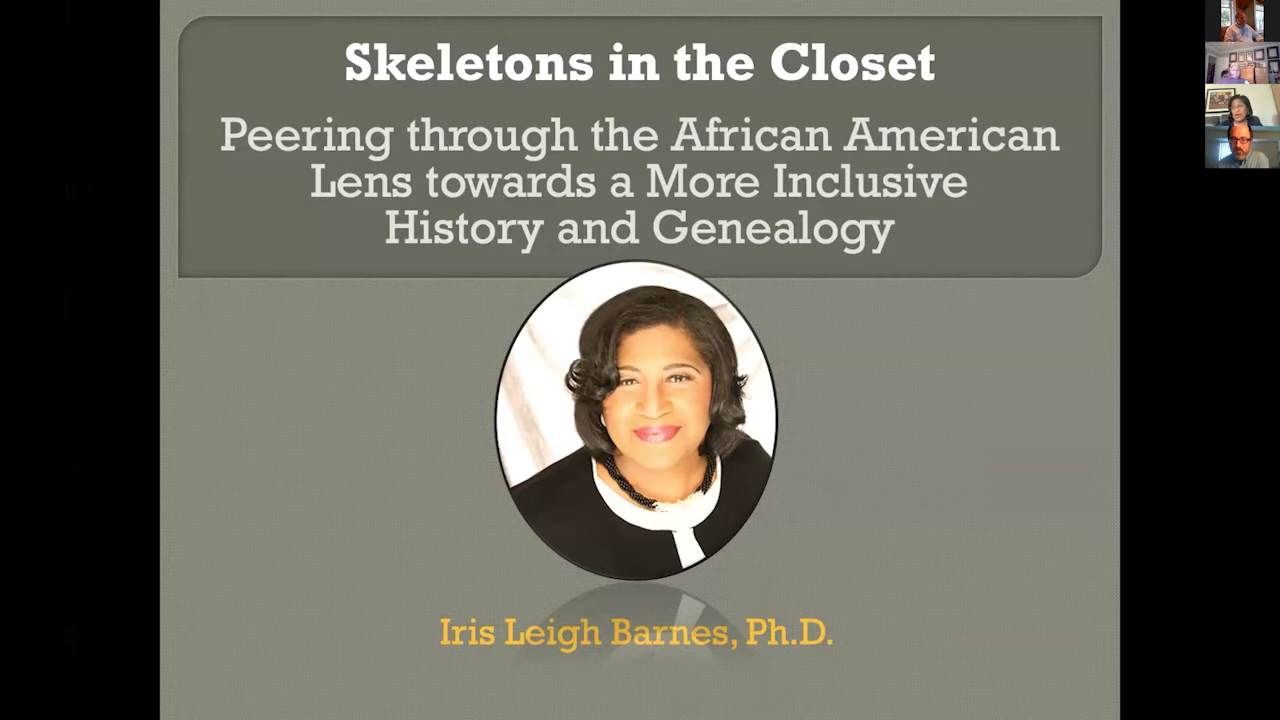 Skeletons in the Closet
Peering through the African American
Lens towards a More Inclusive
History and Genealogy
Iris Leigh Barnes, Ph.D.